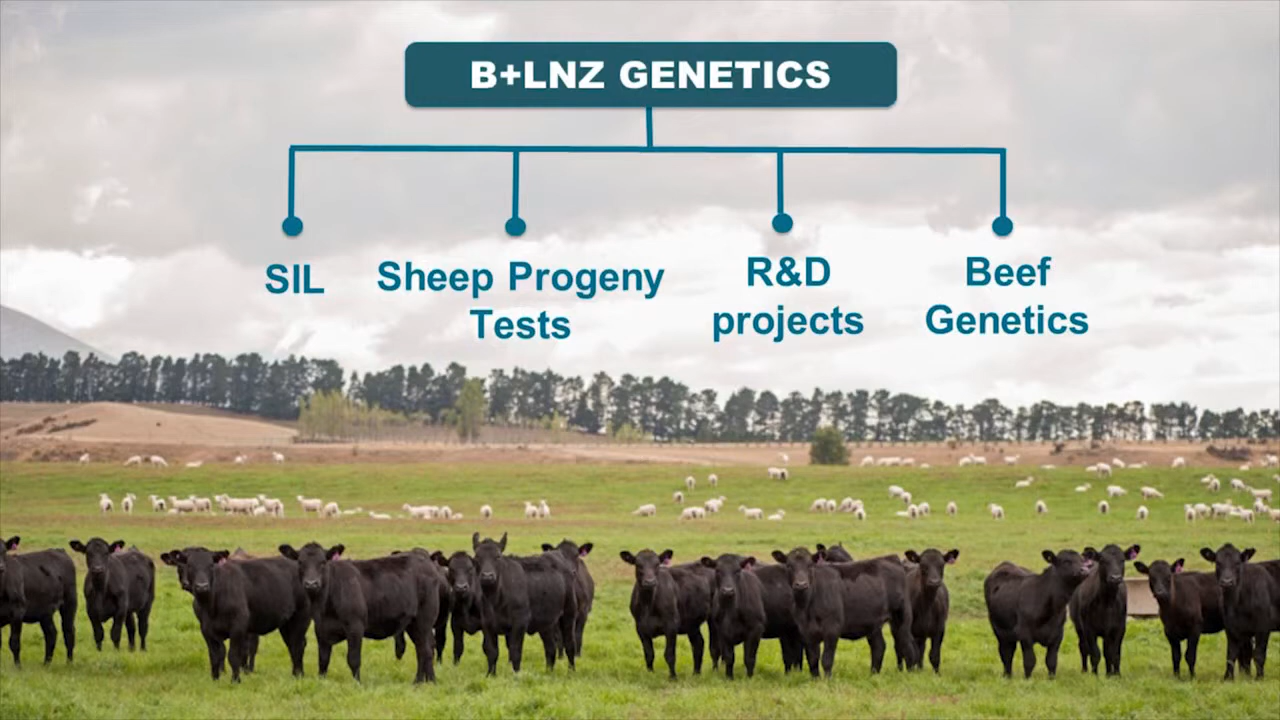 B+LNZ GENETICS
SIL
Sheep Progeny
Tests
R&D
projects
Beef
Genetics